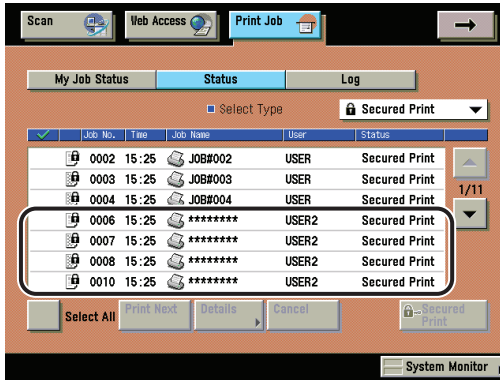 Scan Web Access Print Job
My Job Status Status Log
Select Type Secured Print
Job No. Time Job Name User Status
0002 15:25 JOB#002 USER Secured Print
0003 15:25 JOB#003 USER Secured Print
0004 15:25 JOB#004 USER Secured Print
1/11
0006 15:25 ******** USER2 Secured Print
0007 15:25 ******** USER2 Secured Print
0008 15:25 ******** USER2 Secured Print
0010 15:25 ******** USER2 Secured Print
Select All Print Next Details Cancel Secured
Print
System Monitor